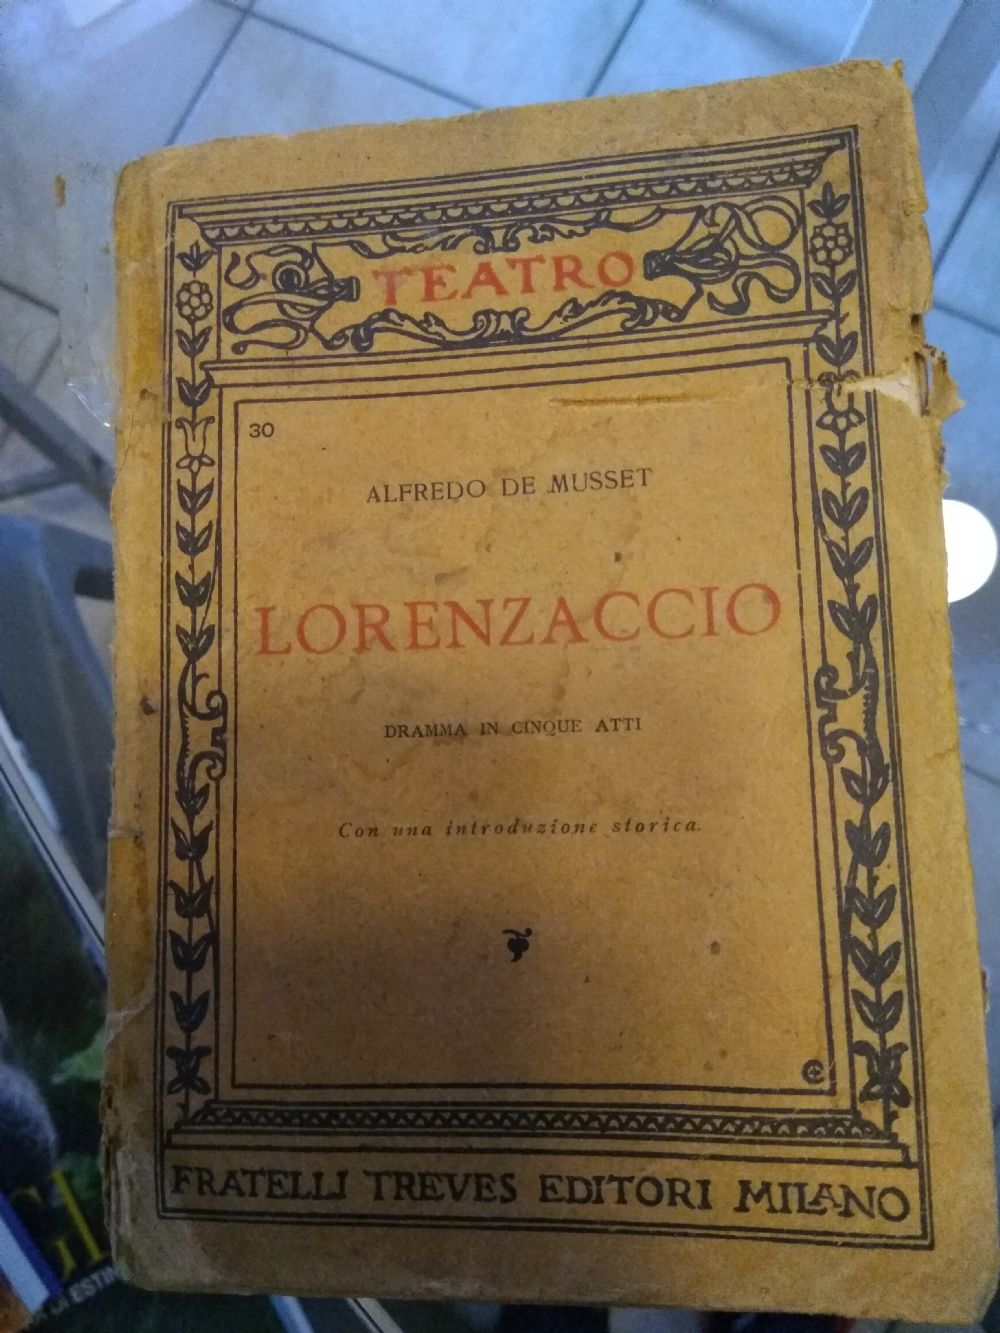 TEATRO
30
ALFREDO DE MUSSET
LORENZACCIO
DRAMMA IN CINQUE ATTI
Con una introduzione storica.
FRATELLI TREVES EDITORI MILANO